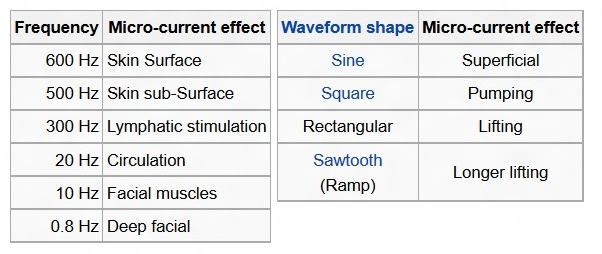 Frequency Micro-current effect
600 Hz Skin Surface
500 Hz Skin sub-Surface
300 Hz Lymphatic stimulation
20 Hz Circulation
10 Hz Facial muscles
0.8 Hz Deep facial
Waveform shape Micro-current effect
Sine Superficial
Square Pumping
Rectangular Lifting
Sawtooth
(Ramp) Longer lifting